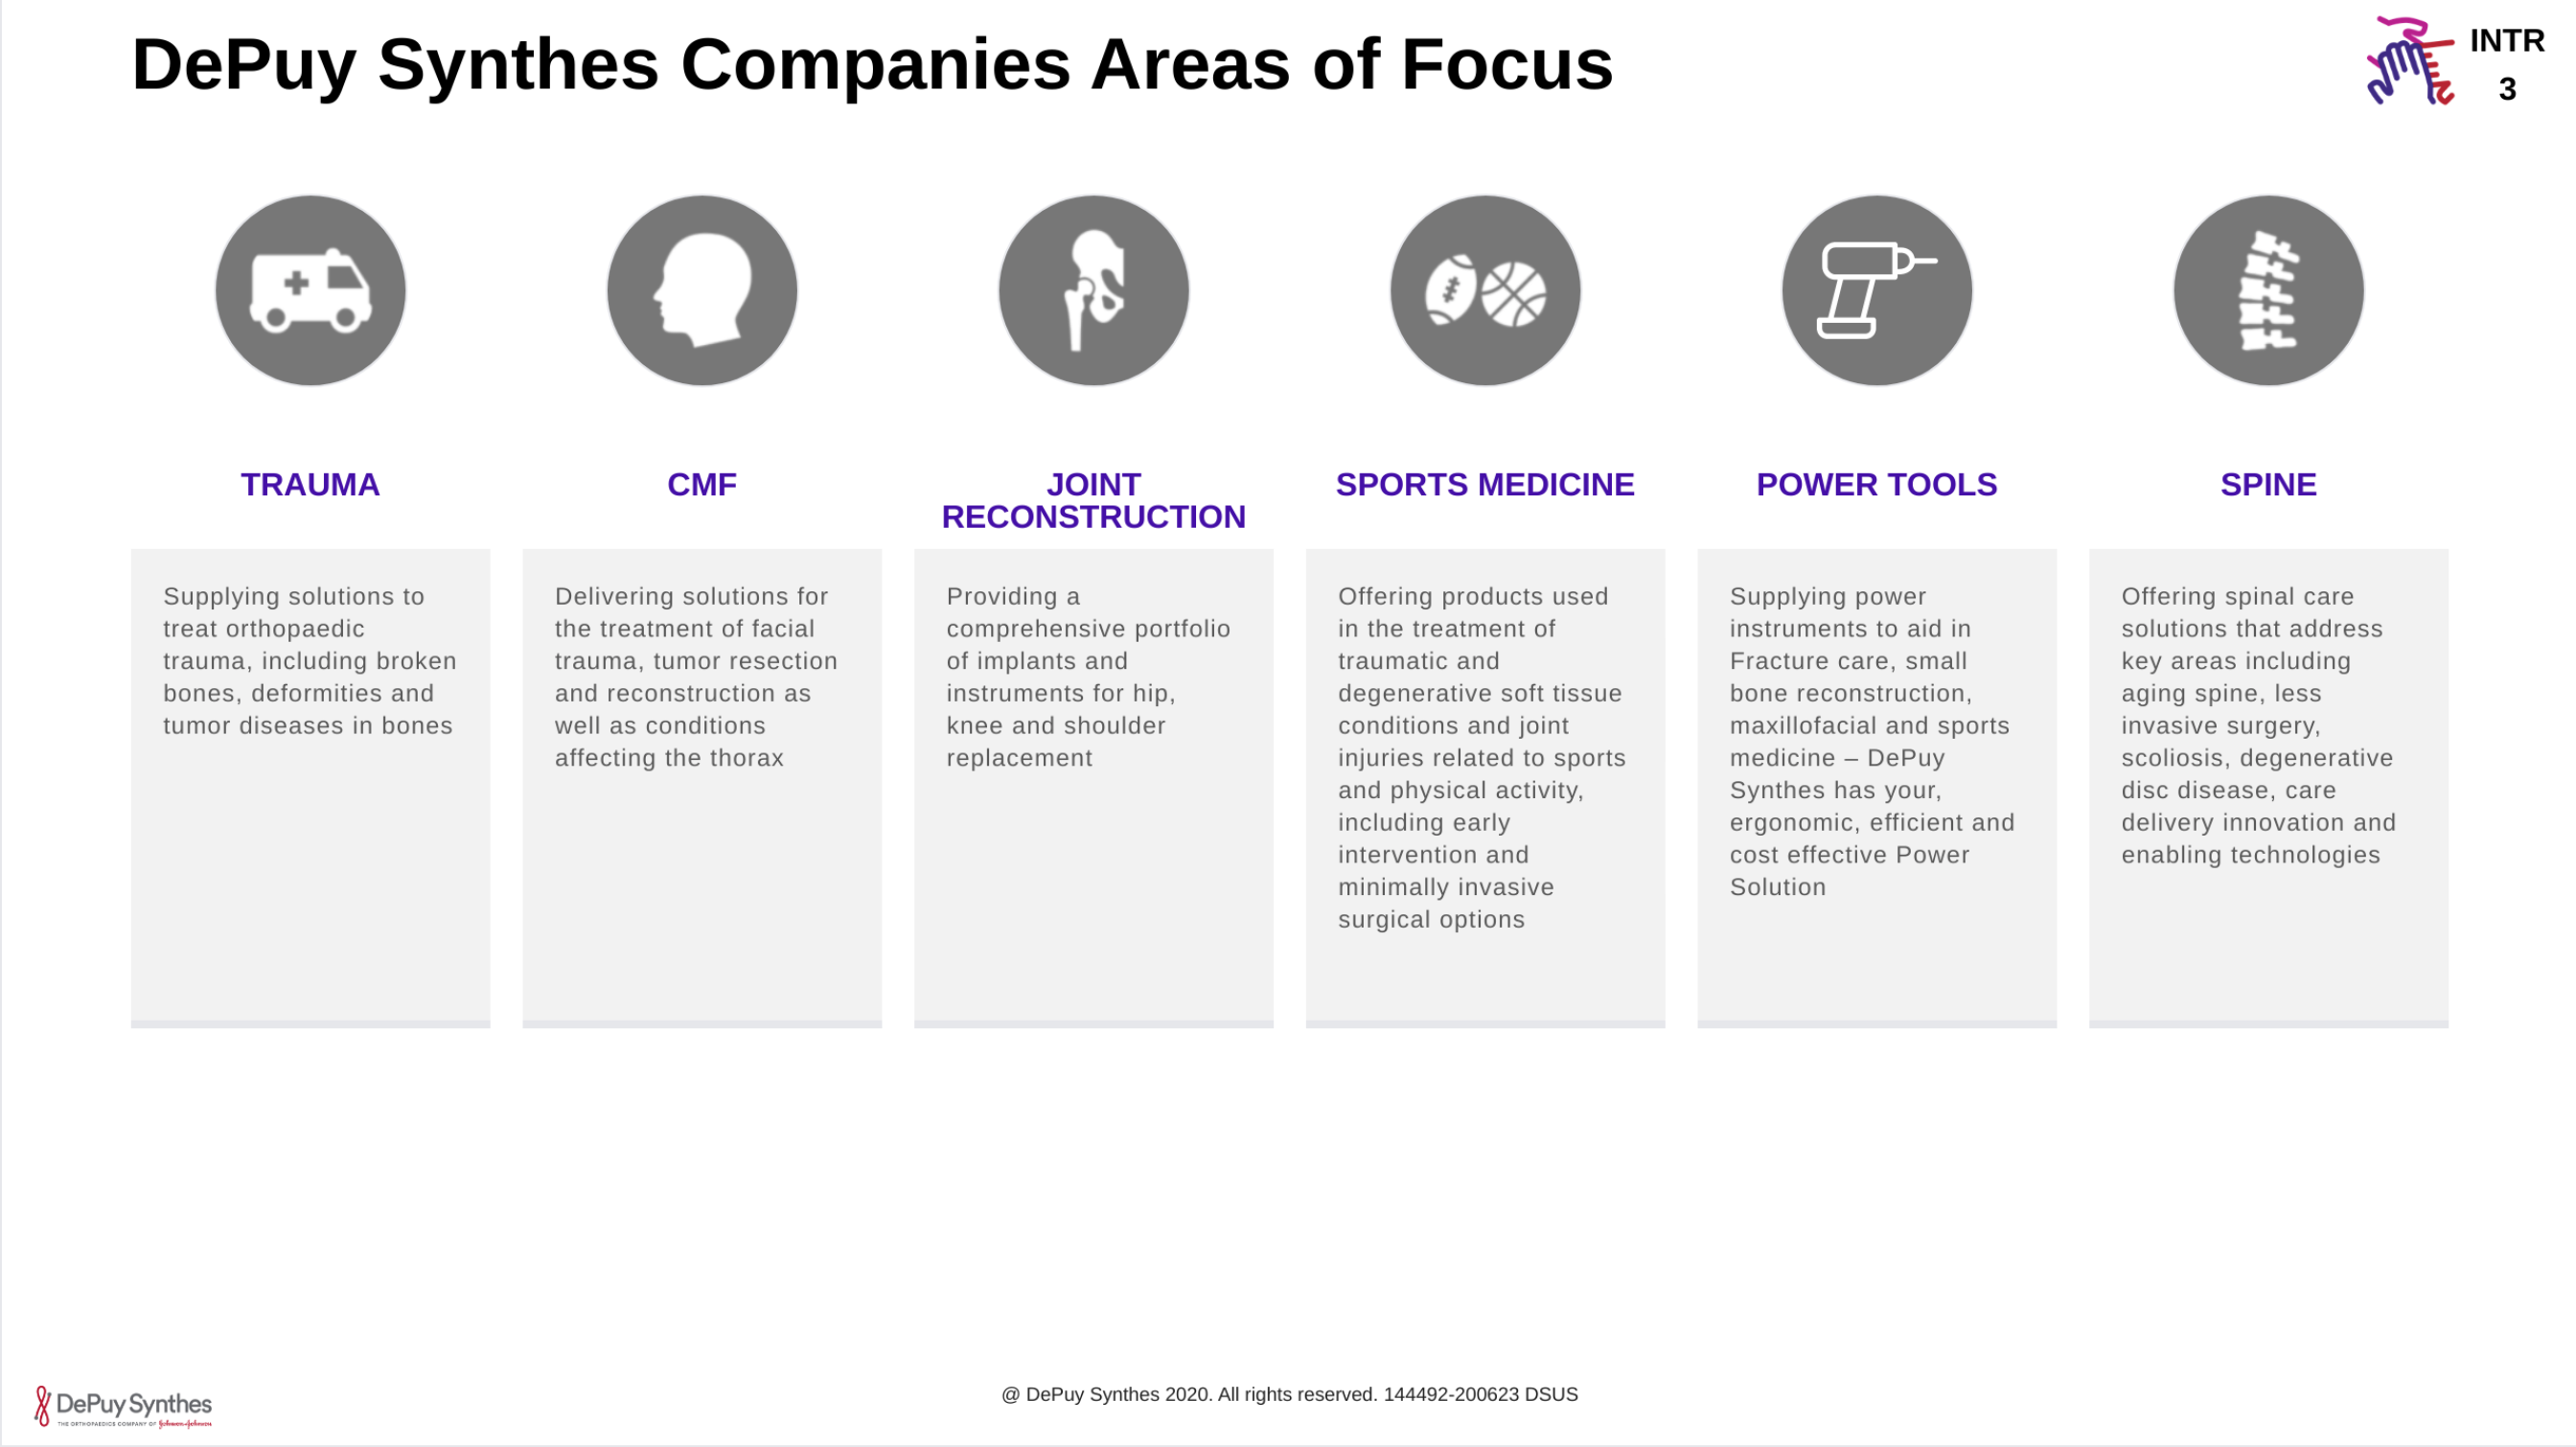 DePuy Synthes Companies Areas of Focus
INTR
3
TRAUMA
Supplying solutions to
treat orthopaedic
trauma, including broken
bones, deformities and
tumor diseases in bones
CMF
Delivering solutions for
the treatment of facial
trauma, tumor resection
and reconstruction as
well as conditions
affecting the thorax
JOINT
RECONSTRUCTION
Providing a
comprehensive portfolio
of implants and
instruments for hip,
knee and shoulder
replacement
SPORTS MEDICINE
Offering products used
in the treatment of
traumatic and
degenerative soft tissue
conditions and joint
injuries related to sports
and physical activity,
including early
intervention and
minimally invasive
surgical options
POWER TOOLS
Supplying power
instruments to aid in
Fracture care, small
bone reconstruction,
maxillofacial and sports
medicine – DePuy
Synthes has your,
ergonomic, efficient and
cost effective Power
Solution
SPINE
Offering spinal care
solutions that address
key areas including
aging spine, less
invasive surgery,
scoliosis, degenerative
disc disease, care
delivery innovation and
enabling technologies
DePuy Synthes
THE ORTHOPAEDICS COMPANY OF Johnson & Johnson
@ DePuy Synthes 2020. All rights reserved. 144492-200623 DSUS